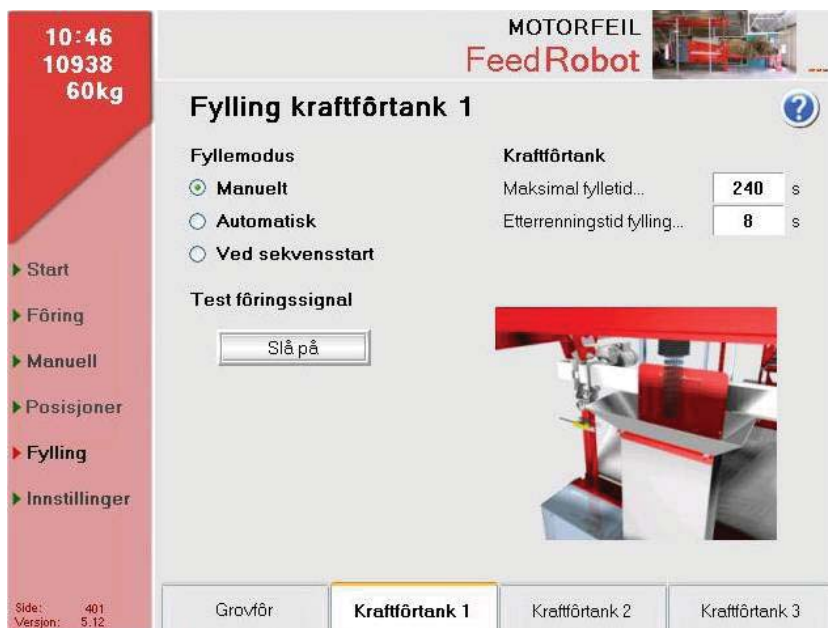 10:46
10938
60kg
MOTORFEIL
FeedRobot
Fylling kraftfôrtank 1
?
Fyllemodus
Manuelt
Automatisk
Ved sekvensstart
Test fôringssignal
Slå på
Kraftfôrtank
Maksimal fylletid... 240 s
Etterrenningstid fylling... 8 s
Start
Fôring
Manuell
Posisjoner
Fylling
Innstillinger
Side: 401
Version: 5.12
Grovfôr
Kraftfôrtank 1
Kraftfôrtank 2
Kraftfôrtank 3